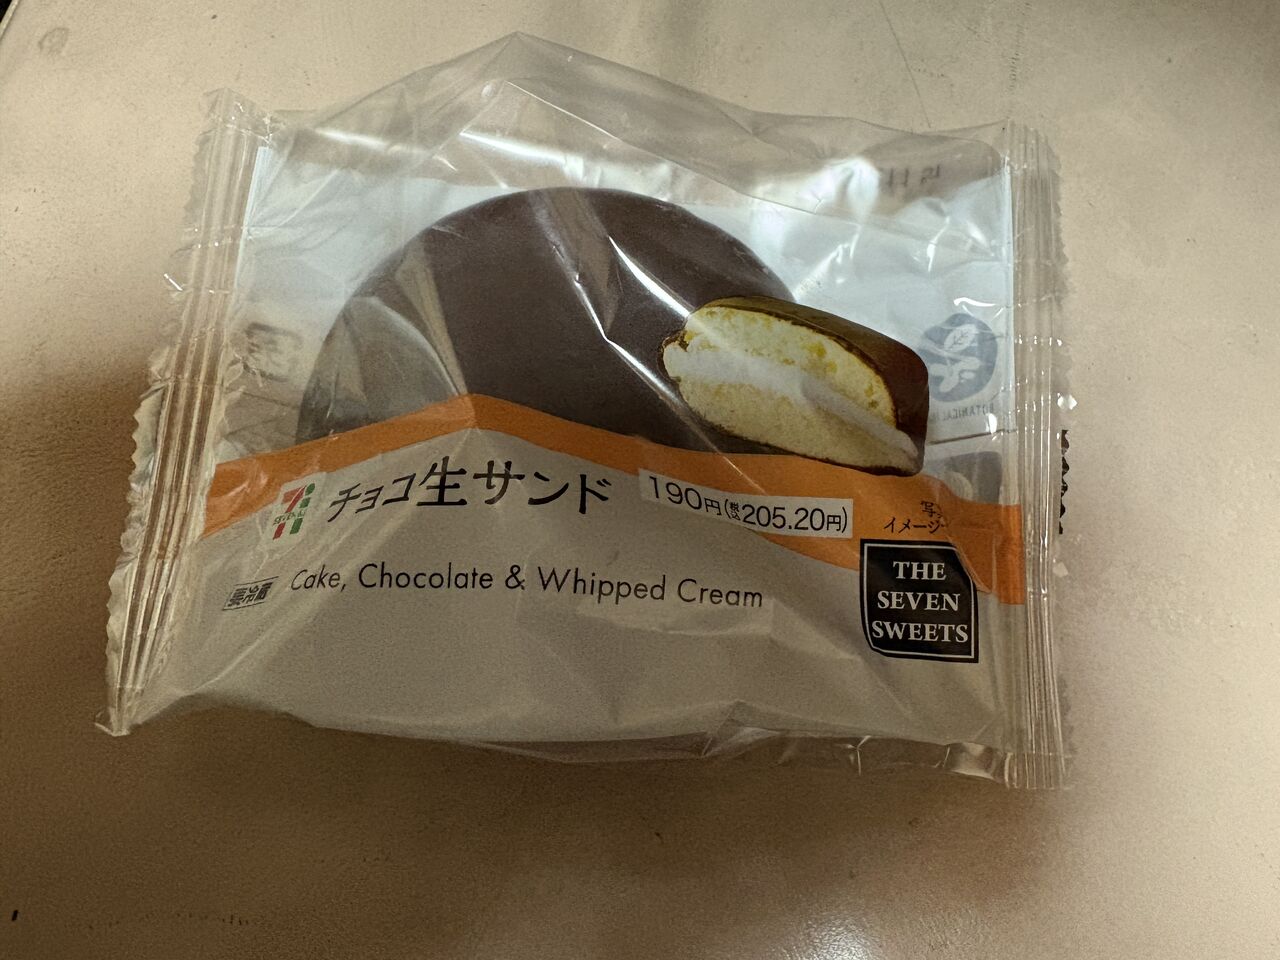 チョコ生サンド
190円(税込205.20円)
写
イメージ
要冷蔵
Cake, Chocolate & Whipped Cream
THE
SEVEN
SWEETS